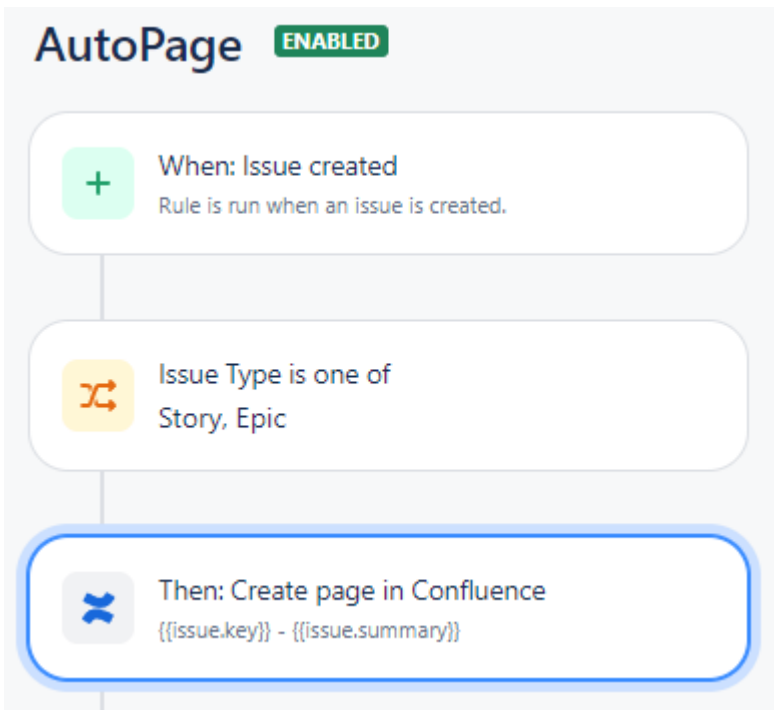 AutoPage ENABLED
When: Issue created
Rule is run when an issue is created.
Issue Type is one of
Story, Epic
Then: Create page in Confluence
{{issue.key}} - {{issue.summary}}